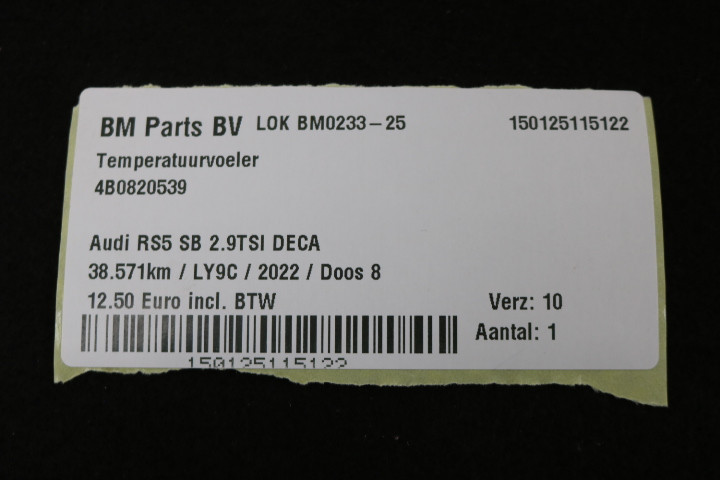 BM Parts BV LOK BM0233-25 150125115122
Temperatuurvoeler
4B0820539
Audi RS5 SB 2.9TSI DECA
38.571km / LY9C / 2022 / Doos 8
12.50 Euro incl. BTW Verz: 10
Aantal: 1
150125115122